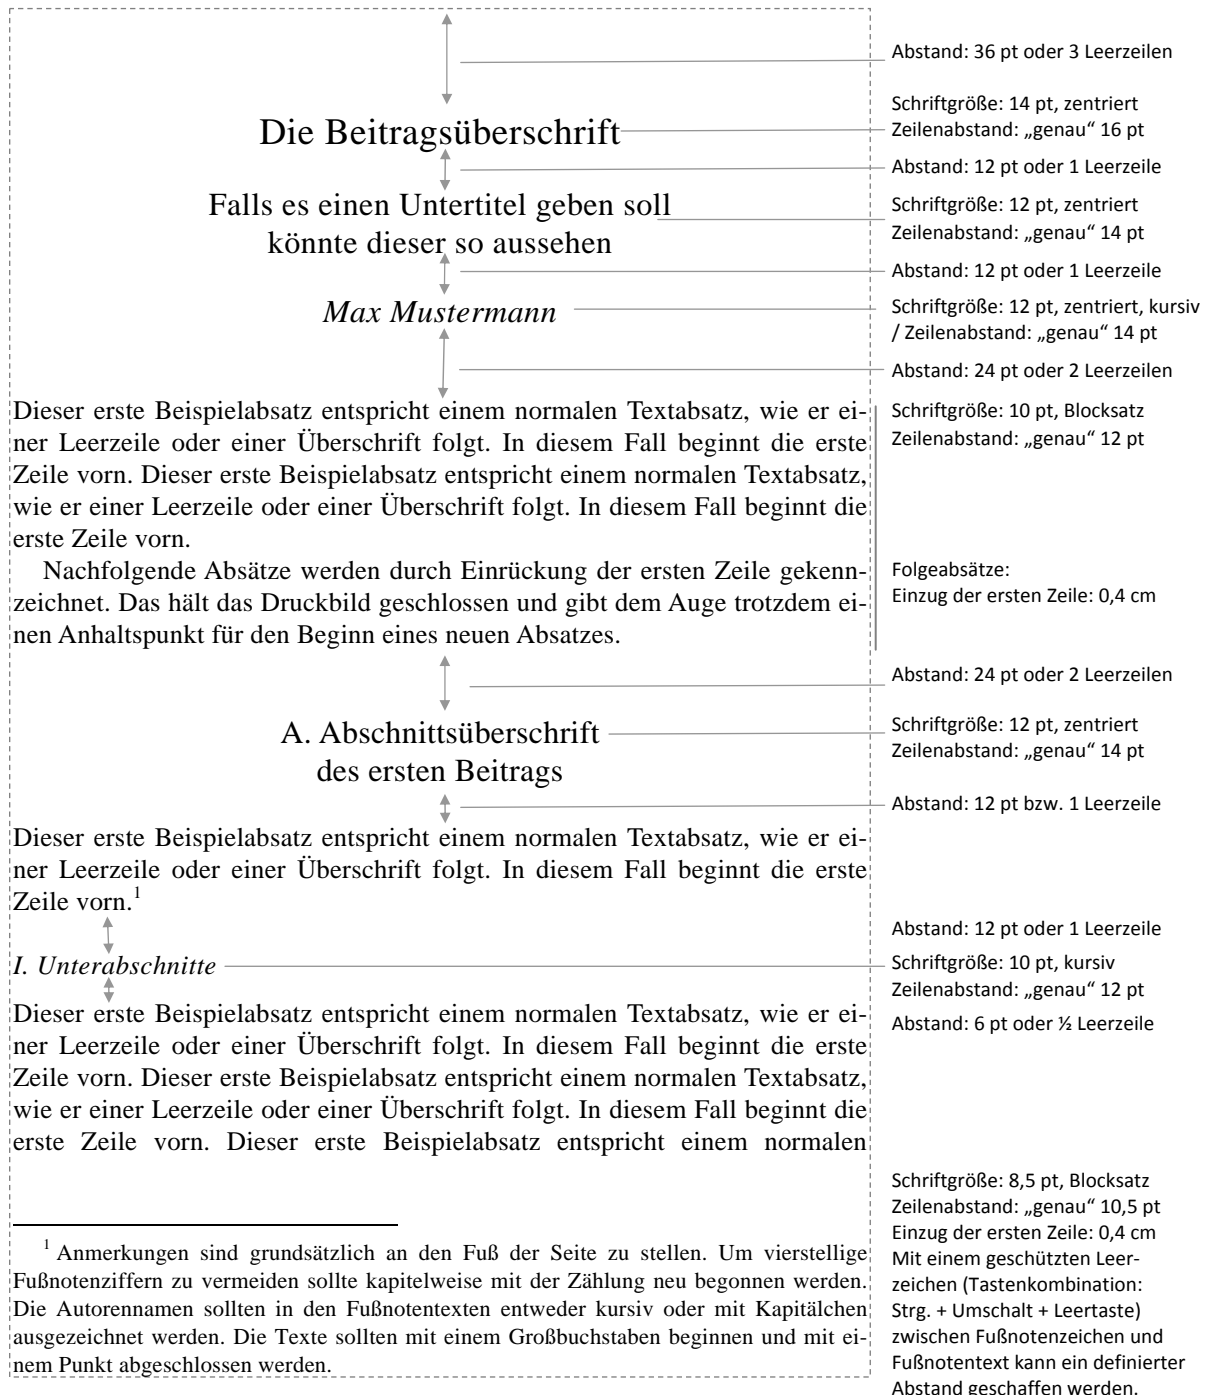 Abstand: 36 pt oder 3 Leerzeilen
Die Beitragsüberschrift
Schriftgröße: 14 pt, zentriert
Zeilenabstand: „genau“ 16 pt
Abstand: 12 pt oder 1 Leerzeile
Falls es einen Untertitel geben soll
könnte dieser so aussehen
Schriftgröße: 12 pt, zentriert
Zeilenabstand: „genau“ 14 pt
Abstand: 12 pt oder 1 Leerzeile
Max Mustermann
Schriftgröße: 12 pt, zentriert, kursiv
/ Zeilenabstand: „genau“ 14 pt
Abstand: 24 pt oder 2 Leerzeilen
Dieser erste Beispielabsatz entspricht einem normalen Textabsatz, wie er ei-
ner Leerzeile oder einer Überschrift folgt. In diesem Fall beginnt die erste
Zeile vorn. Dieser erste Beispielabsatz entspricht einem normalen Textabsatz,
wie er einer Leerzeile oder einer Überschrift folgt. In diesem Fall beginnt die
erste Zeile vorn.
Schriftgröße: 10 pt, Blocksatz
Zeilenabstand: „genau“ 12 pt
Nachfolgende Absätze werden durch Einrückung der ersten Zeile gekenn-
zeichnet. Das hält das Druckbild geschlossen und gibt dem Auge trotzdem ei-
nen Anhaltspunkt für den Beginn eines neuen Absatzes.
Folgeabsätze:
Einzug der ersten Zeile: 0,4 cm
Abstand: 24 pt oder 2 Leerzeilen
A. Abschnittsüberschrift
des ersten Beitrags
Schriftgröße: 12 pt, zentriert
Zeilenabstand: „genau“ 14 pt
Abstand: 12 pt bzw. 1 Leerzeile
Dieser erste Beispielabsatz entspricht einem normalen Textabsatz, wie er ei-
ner Leerzeile oder einer Überschrift folgt. In diesem Fall beginnt die erste
Zeile vorn.¹
Abstand: 12 pt oder 1 Leerzeile
I. Unterabschnitte
Schriftgröße: 10 pt, kursiv
Zeilenabstand: „genau“ 12 pt
Abstand: 6 pt oder ½ Leerzeile
Dieser erste Beispielabsatz entspricht einem normalen Textabsatz, wie er ei-
ner Leerzeile oder einer Überschrift folgt. In diesem Fall beginnt die erste
Zeile vorn. Dieser erste Beispielabsatz entspricht einem normalen Textabsatz,
wie er einer Leerzeile oder einer Überschrift folgt. In diesem Fall beginnt die
erste Zeile vorn. Dieser erste Beispielabsatz entspricht einem normalen
¹ Anmerkungen sind grundsätzlich an den Fuß der Seite zu stellen. Um vierstellige
Fußnotenziffern zu vermeiden sollte kapitelweise mit der Zählung neu begonnen werden.
Die Autorennamen sollten in den Fußnotentexten entweder kursiv oder mit Kapitälchen
ausgezeichnet werden. Die Texte sollten mit einem Großbuchstaben beginnen und mit ei-
nem Punkt abgeschlossen werden.
Schriftgröße: 8,5 pt, Blocksatz
Zeilenabstand: „genau“ 10,5 pt
Einzug der ersten Zeile: 0,4 cm
Mit einem geschützten Leer-
zeichen (Tastenkombination:
Strg. + Umschalt + Leertaste)
zwischen Fußnotenzeichen und
Fußnotentext kann ein definierter
Abstand geschaffen werden.